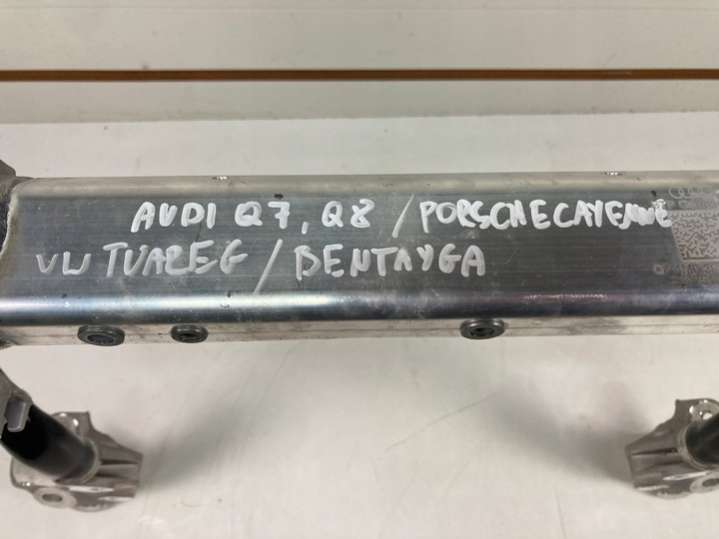 AUDI Q7, Q8 / PORSCHE CAYENNE
VW TUAREG / BENTAYGA